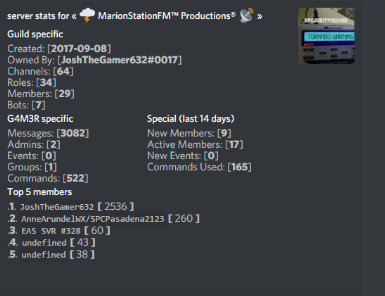 server stats for « 🌩️ MarionStationFM™ Productions® 📡 »
Guild specific
Created: [2017-09-08]
Owned By: [JoshTheGamer632#0017]
Channels: [64]
Roles: [34]
Members: [29]
Bots: [7]
G4M3R specific
Messages: [3082]
Admins: [2]
Events: [0]
Groups: [1]
Commands: [522]
Special (last 14 days)
New Members: [9]
Active Members: [17]
New Events: [0]
Commands Used: [165]
Top 5 members
.1. JoshTheGamer632 [ 2536 ]
.2. AnneArundelWX/SPCPasadena2123 [ 260 ]
.3. EAS SVR #328 [ 60 ]
.4. undefined [ 43 ]
.5. undefined [ 38 ]
TORNADO WARNING